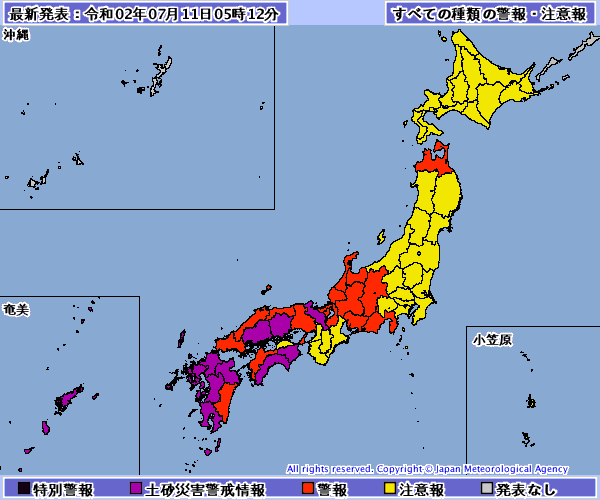 最新発表：令和02年07月11日05時12分
すべての種類の警報・注意報
沖縄
奄美
小笠原
All rights reserved. Copyright © Japan Meteorological Agency
特別警報 土砂災害警戒情報 警報 注意報 発表なし